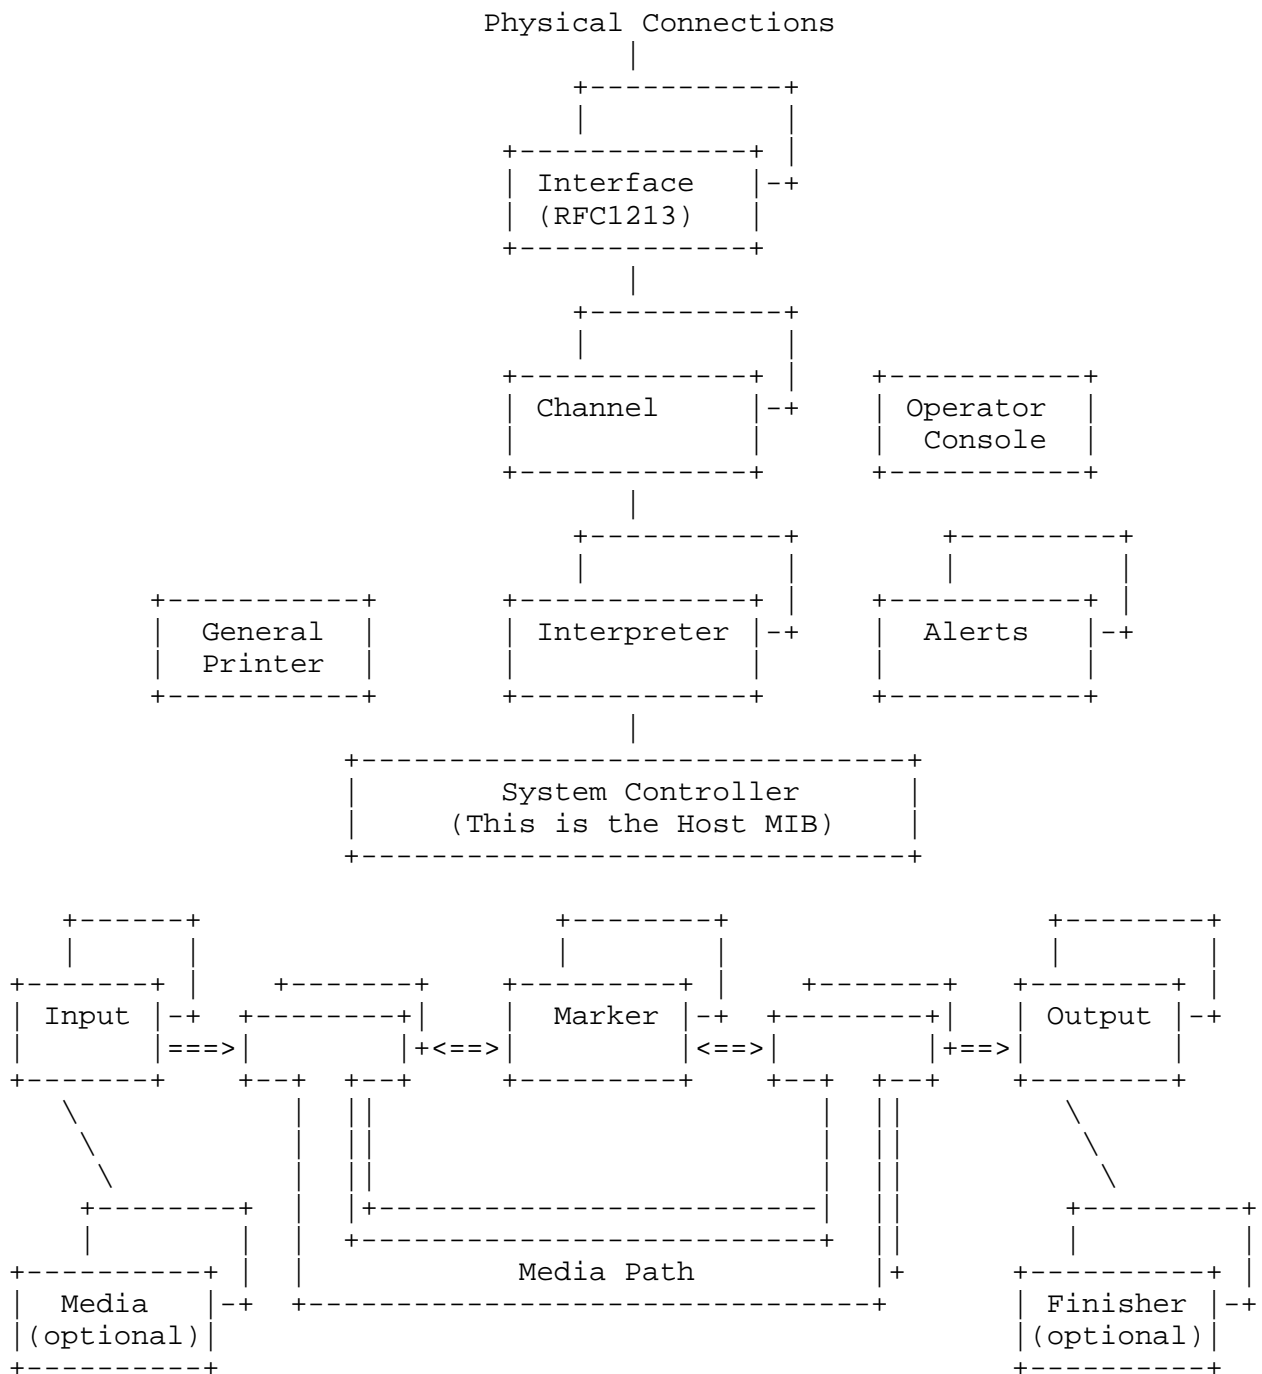 Physical Connections
Interface
(RFC1213)
Channel
Operator
Console
General
Printer
Interpreter
Alerts
System Controller
(This is the Host MIB)
Input
Marker
Output
Media Path
Media
(optional)
Finisher
(optional)